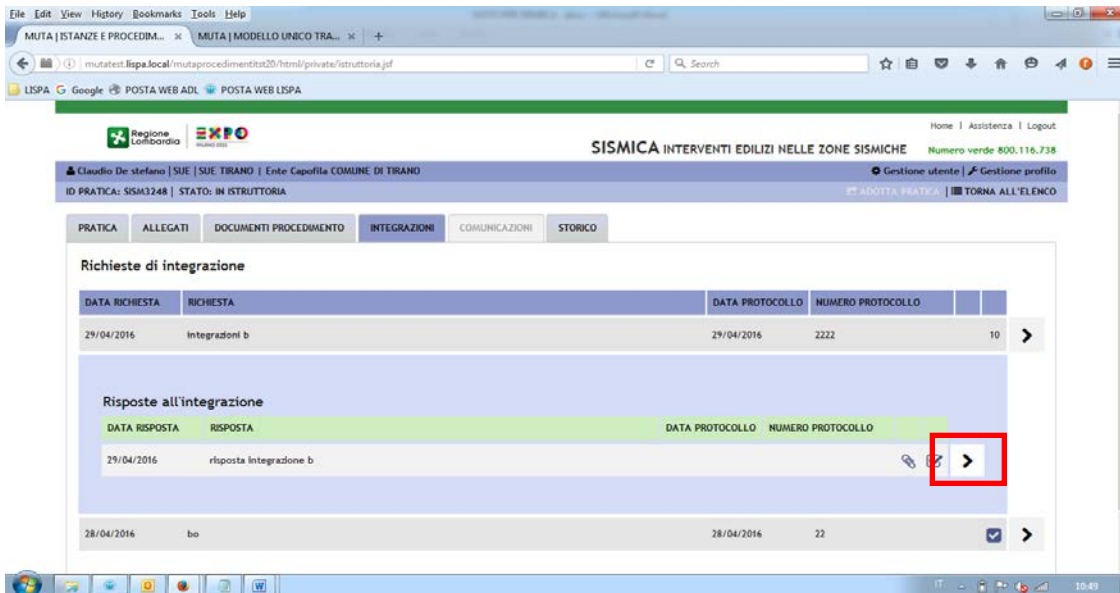 File Edit View History Bookmarks Tools Help
MUTA | ISTANZE E PROCEDIM... × MUTA | MODELLO UNICO TRA... × +
mutatest.lispa.local/mutaprocedimentitst20/html/private/istruttoria.jsf Search
LISPA Google POSTA WEB ADL POSTA WEB LISPA
Home | Assistenza | Logout
Regione Lombardia EXPO
SISMICA INTERVENTI EDILIZI NELLE ZONE SISMICHE Numero verde 800.116.738
Claudio De stefano | SUE | SUE TIRANO | Ente Capofila COMUNE DI TIRANO Gestione utente | Gestione profilo
ID PRATICA: SISM3248 | STATO: IN ISTRUTTORIA ADOTTA PRATICA | TORNA ALL'ELENCO
PRATICA ALLEGATI DOCUMENTI PROCEDIMENTO INTEGRAZIONI COMUNICAZIONI STORICO
Richieste di integrazione
DATA RICHIESTA RICHIESTA DATA PROTOCOLLO NUMERO PROTOCOLLO
29/04/2016 integrazioni b 29/04/2016 2222 10
Risposte all'integrazione
DATA RISPOSTA RISPOSTA DATA PROTOCOLLO NUMERO PROTOCOLLO
29/04/2016 risposta integrazione b
28/04/2016 bo 28/04/2016 22
IT 10:49